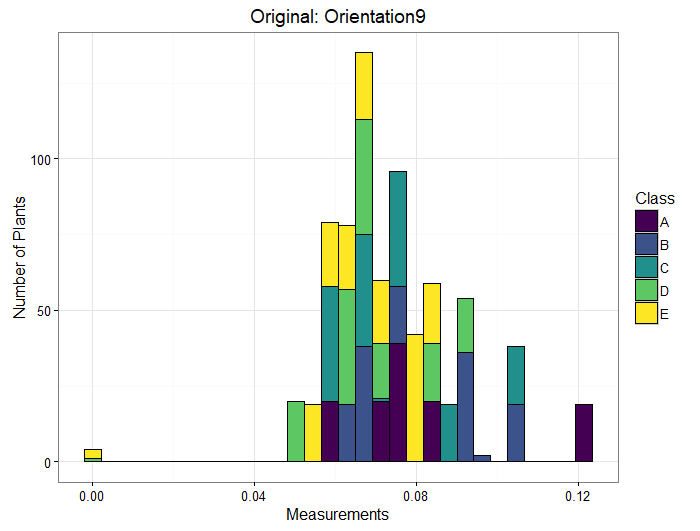 Original: Orientation9
Number of Plants
100
50
0
0.00 0.04 0.08 0.12
Measurements
Class
A
B
C
D
E